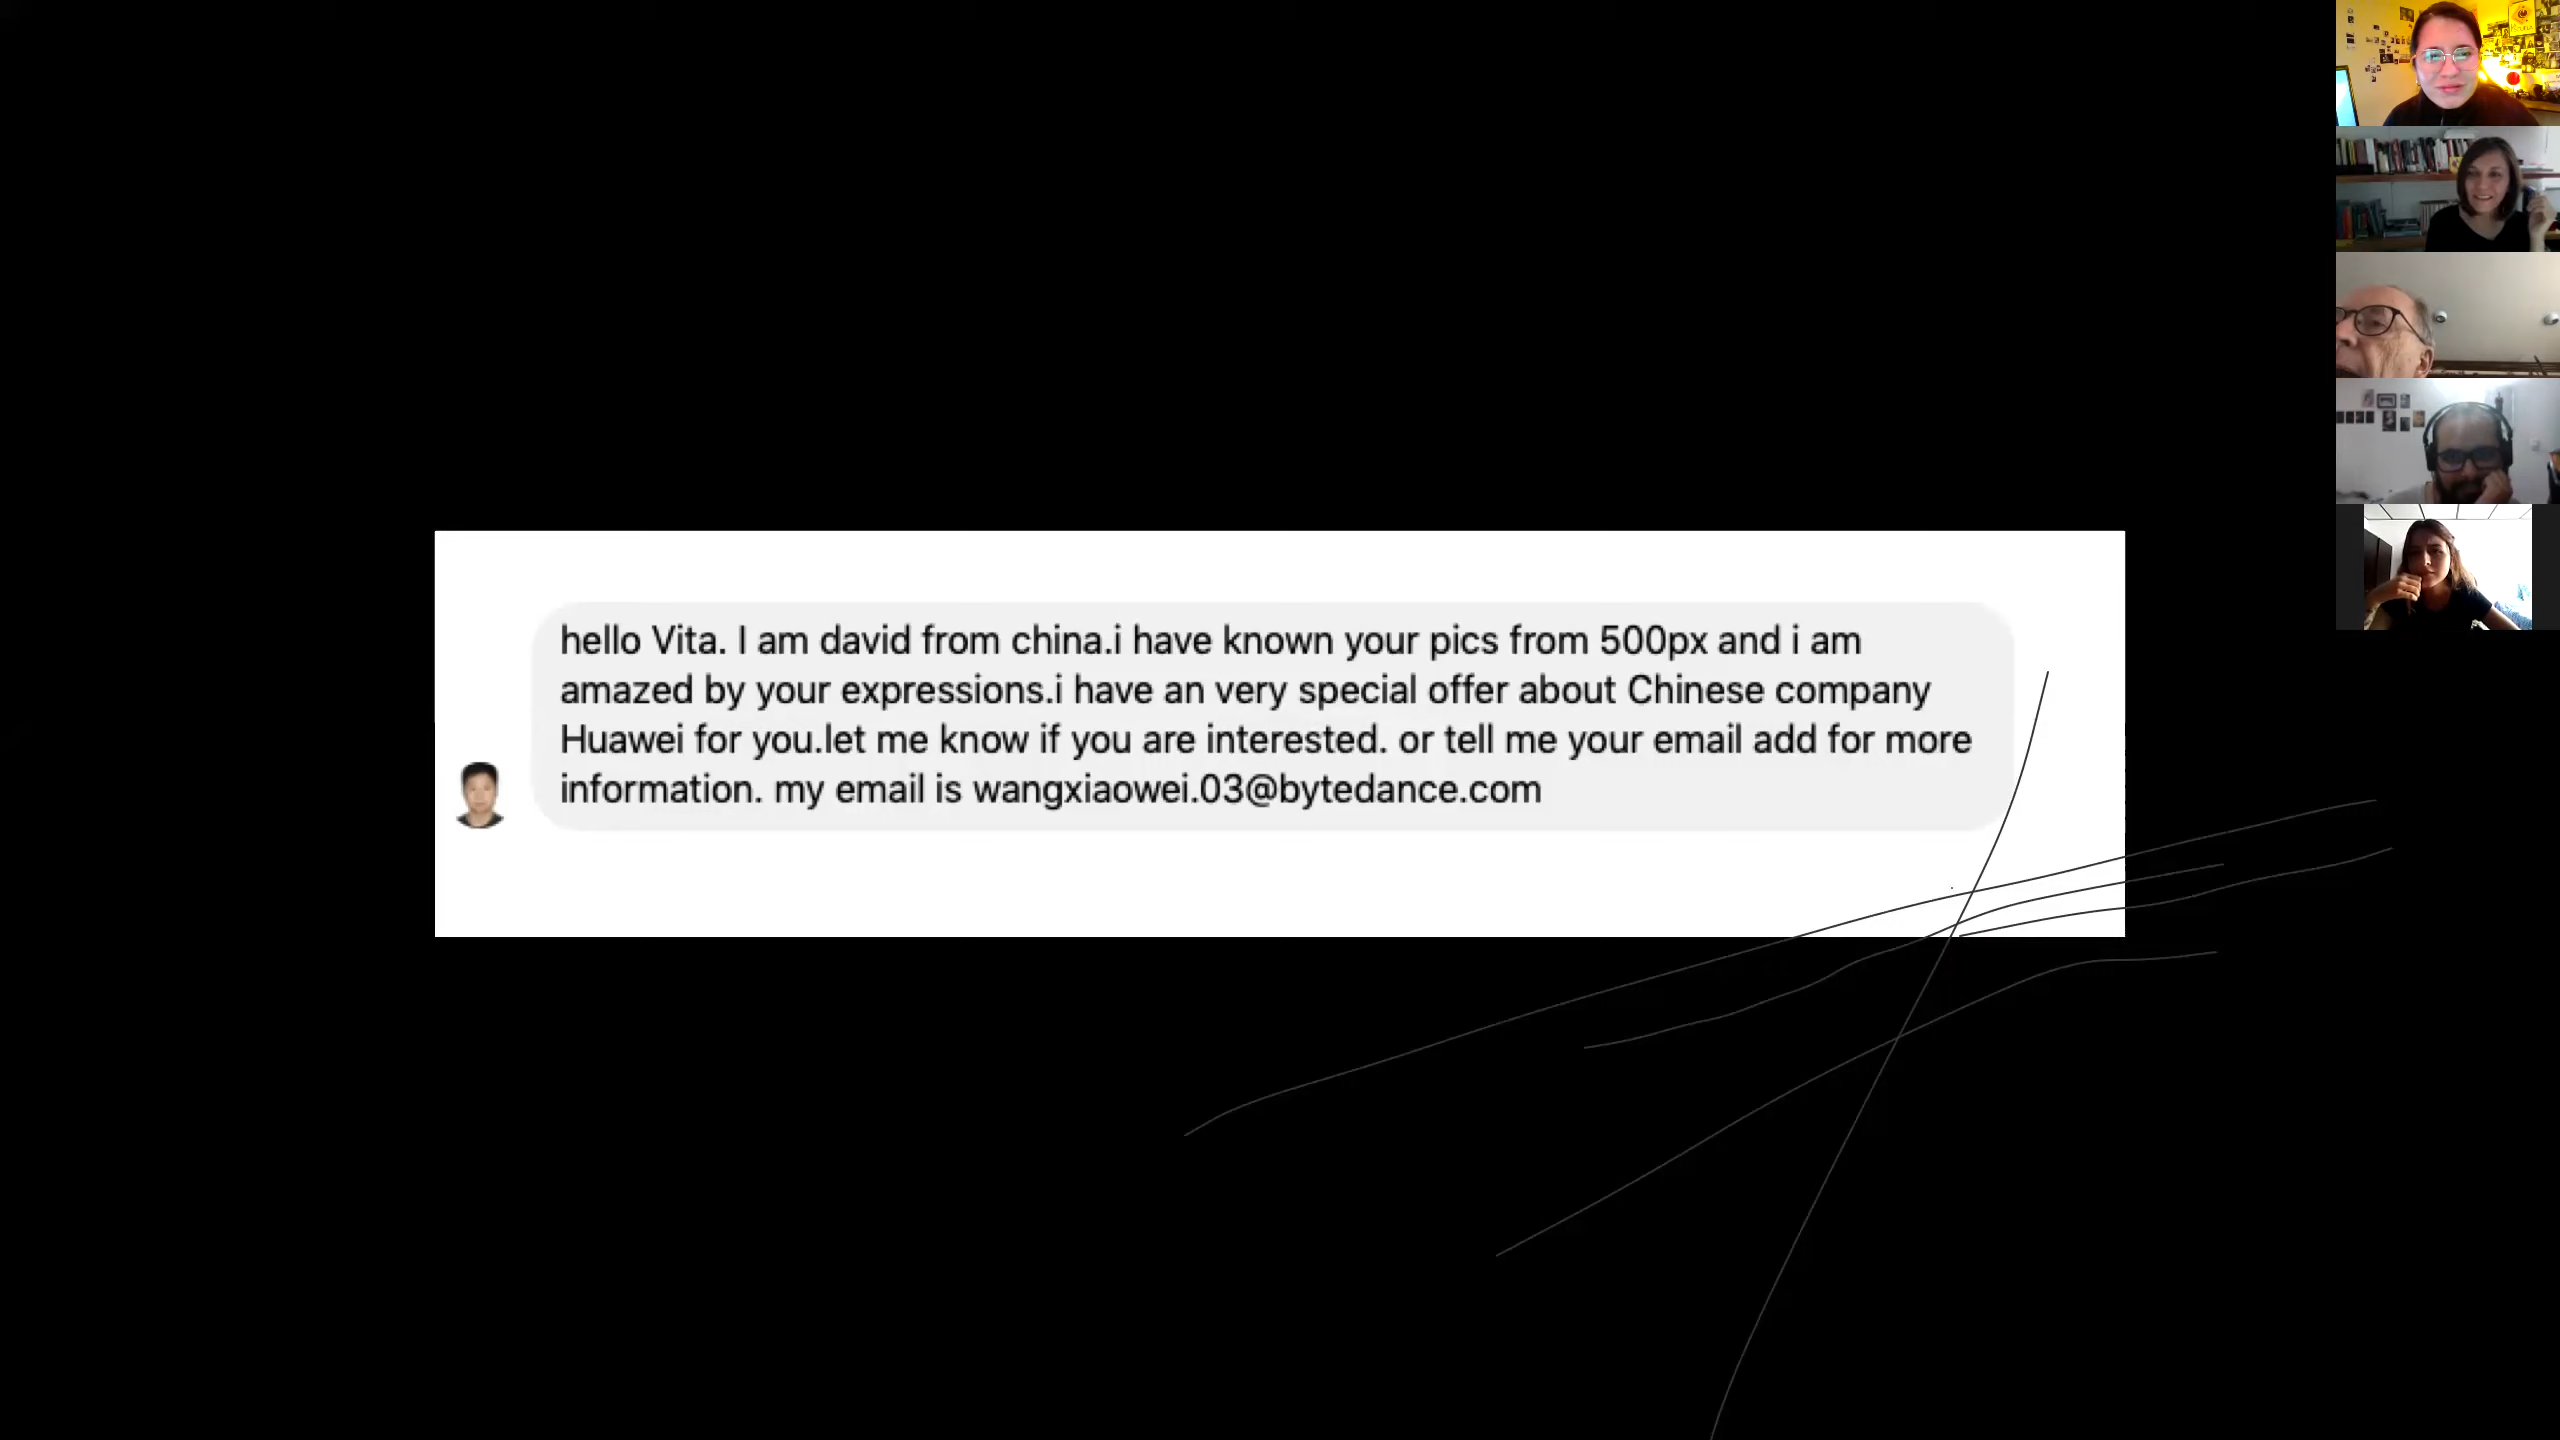 hello Vita. I am david from china.i have known your pics from 500px and i am
amazed by your expressions.i have an very special offer about Chinese company
Huawei for you.let me know if you are interested. or tell me your email add for more
information. my email is wangxiaowei.03@bytedance.com